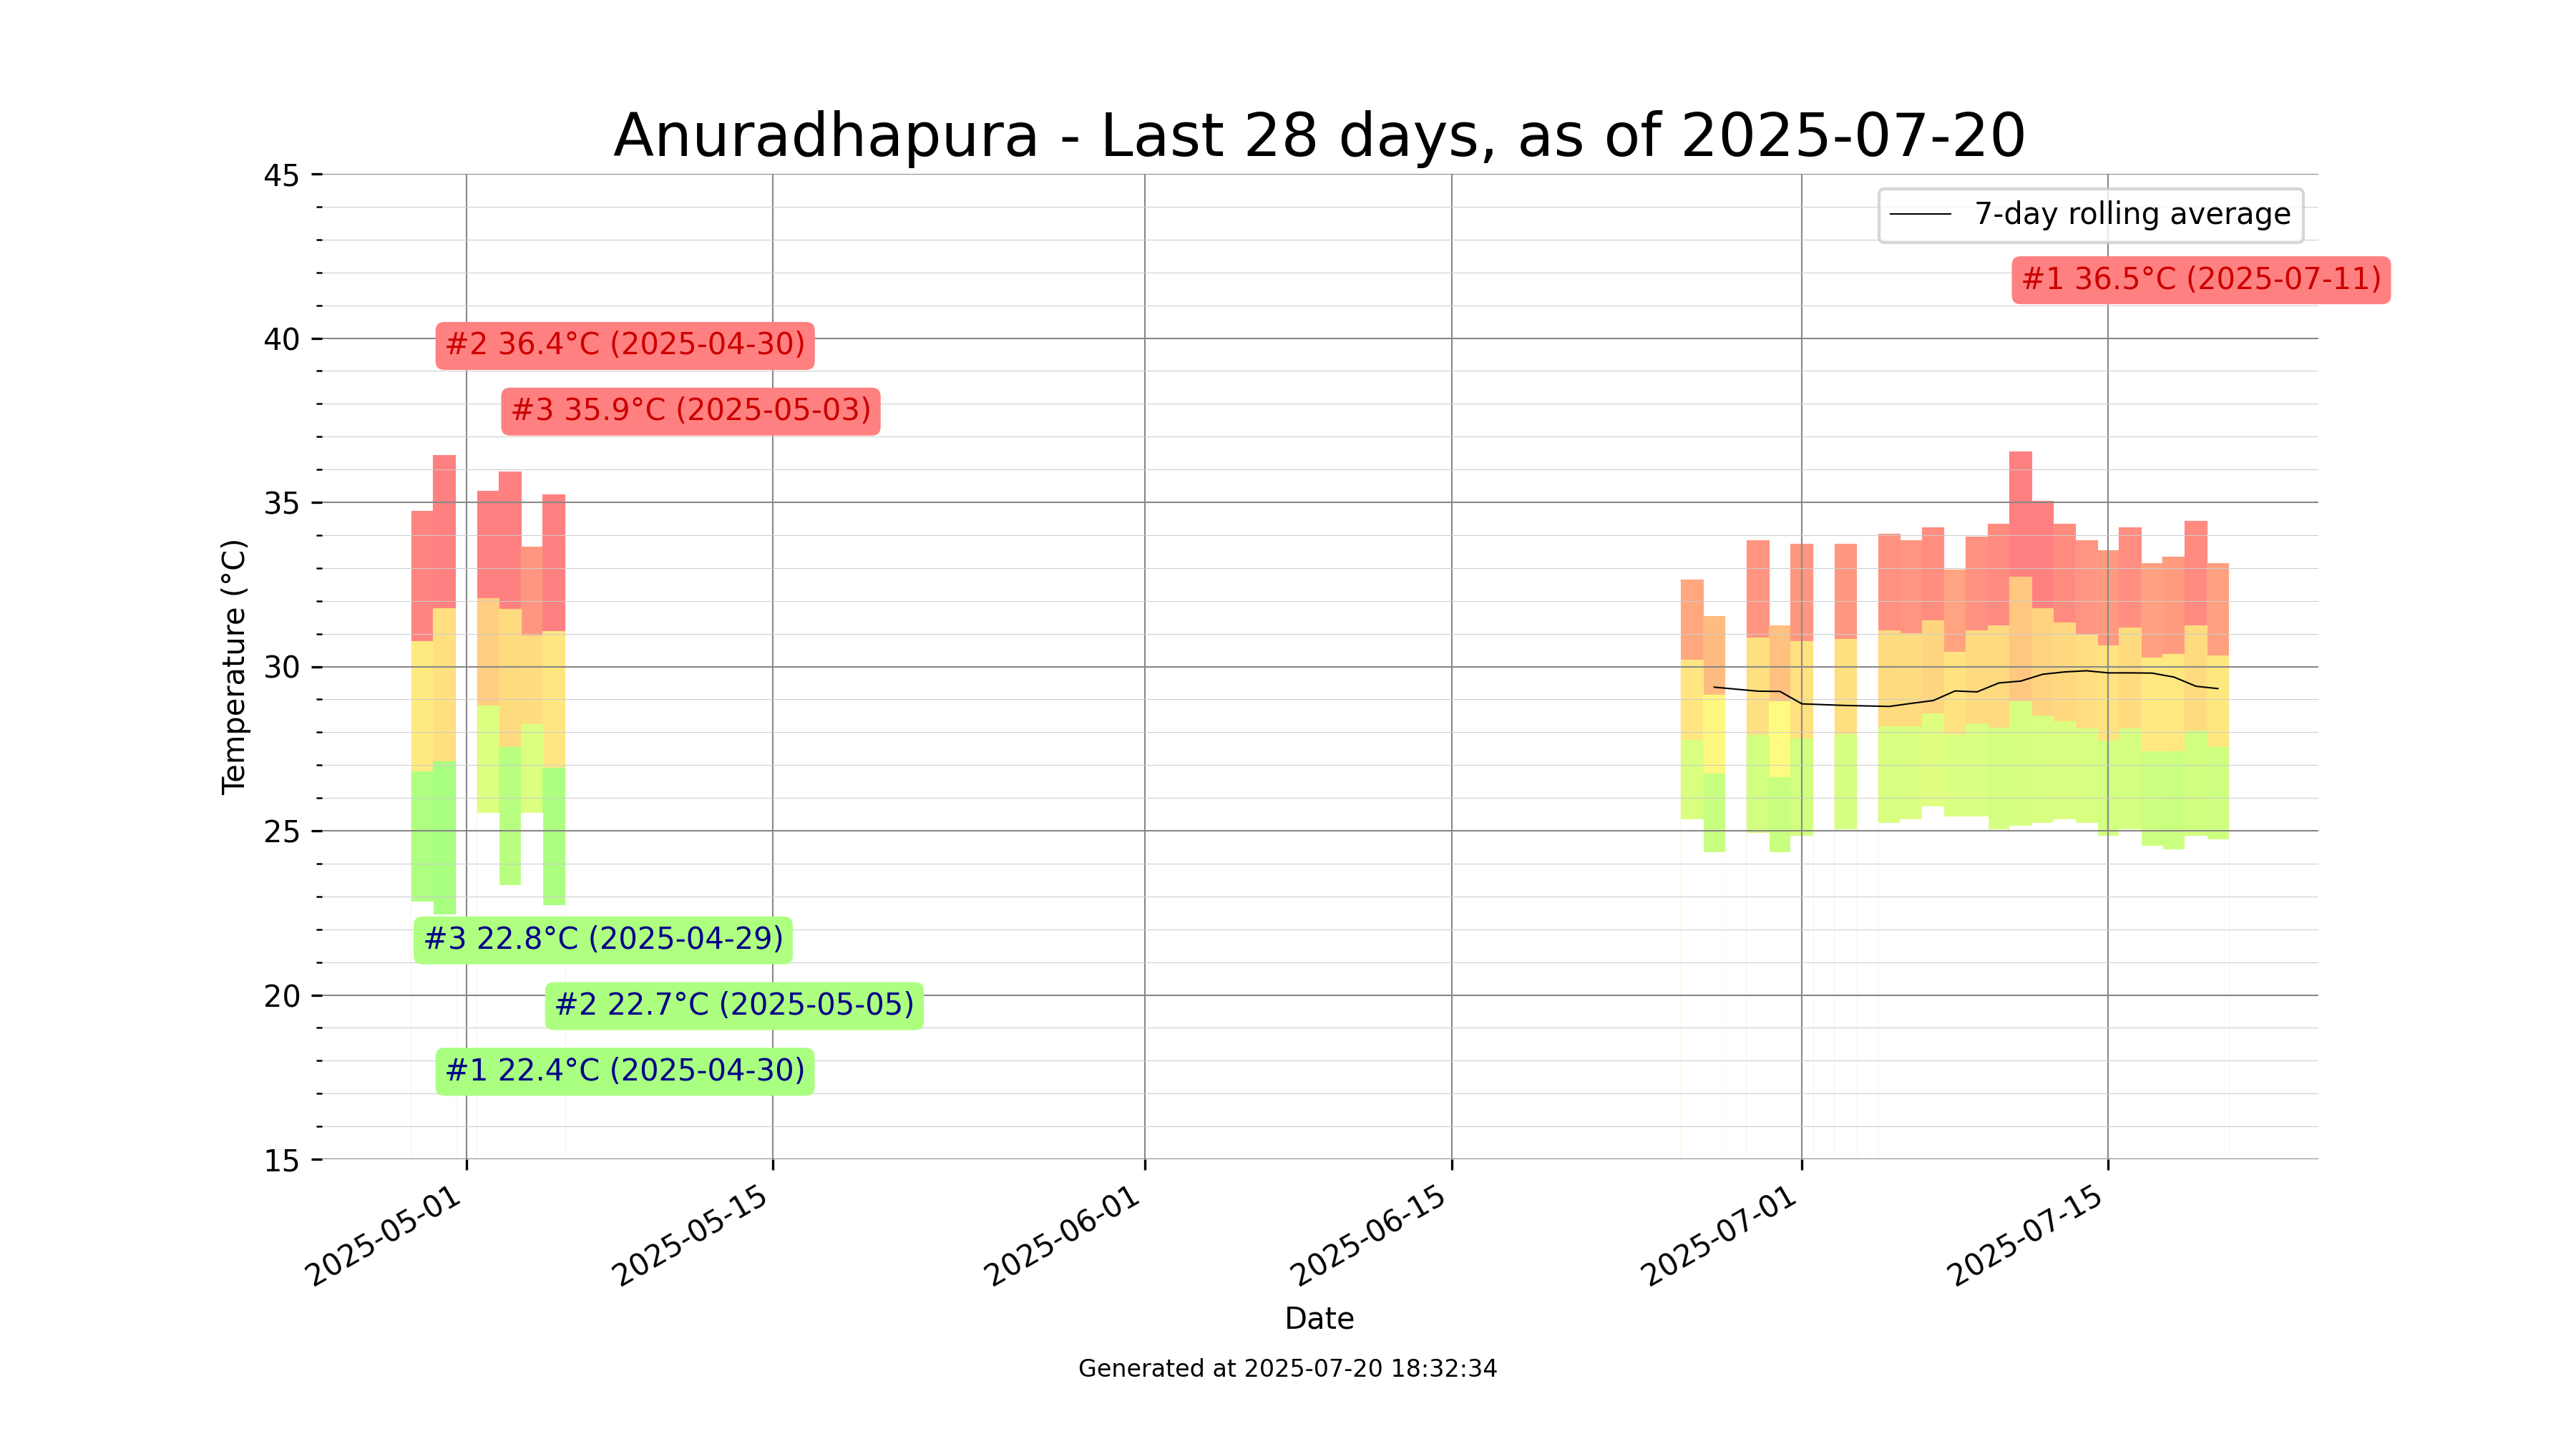 Anuradhapura - Last 28 days, as of 2025-07-20
7-day rolling average
#1 36.5°C (2025-07-11)
#2 36.4°C (2025-04-30)
#3 35.9°C (2025-05-03)
#3 22.8°C (2025-04-29)
#2 22.7°C (2025-05-05)
#1 22.4°C (2025-04-30)
Temperature (°C)
45
40
35
30
25
20
15
2025-05-01
2025-05-15
2025-06-01
2025-06-15
2025-07-01
2025-07-15
Date
Generated at 2025-07-20 18:32:34